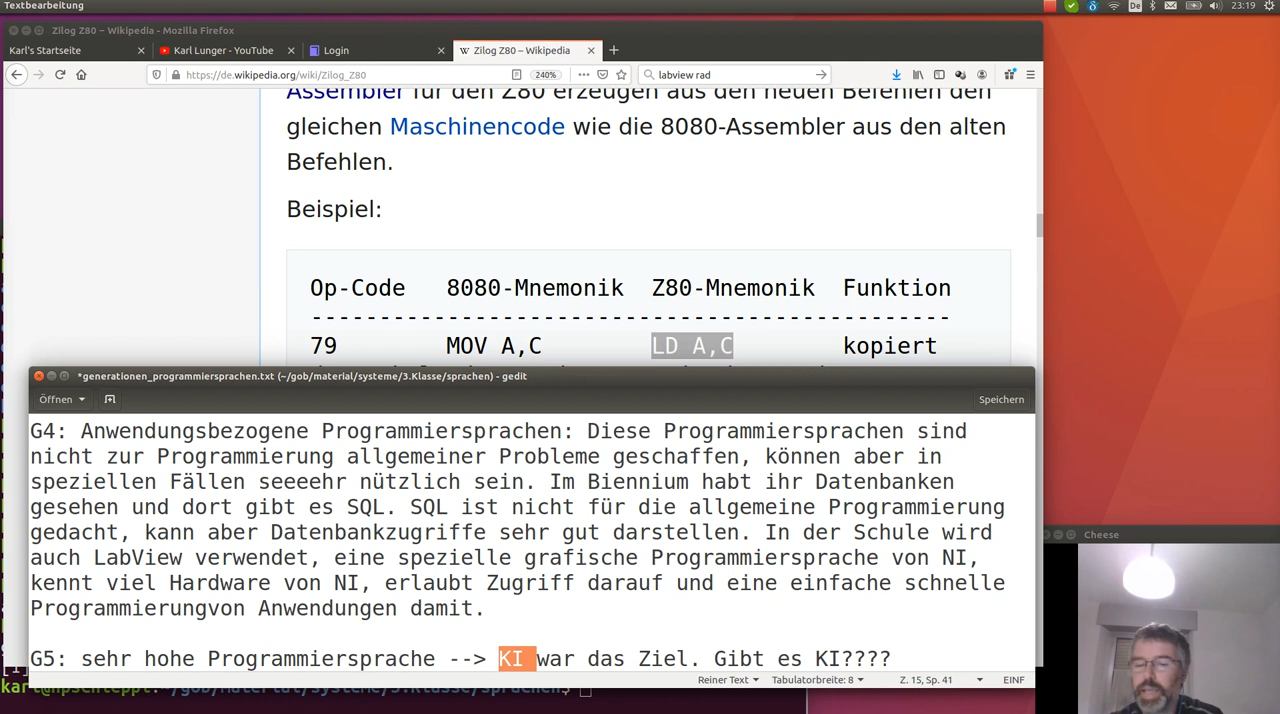 Textbearbeitung
De
23:19
Zilog Z80 – Wikipedia - Mozilla Firefox
Karl's Startseite
Karl Lunger - YouTube
Login
Zilog Z80 – Wikipedia
https://de.wikipedia.org/wiki/Zilog_Z80
240%
labview rad
Assembler für den Z80 erzeugen aus den neuen Befehlen den
gleichen Maschinencode wie die 8080-Assembler aus den alten
Befehlen.
Beispiel:
Op-Code 8080-Mnemonik Z80-Mnemonik Funktion
------------------------------------------------
79 MOV A,C LD A,C kopiert
*generationen_programmiersprachen.txt (~/gob/material/systeme/3.Klasse/sprachen) - gedit
Öffnen
Speichern
G4: Anwendungsbezogene Programmiersprachen: Diese Programmiersprachen sind
nicht zur Programmierung allgemeiner Probleme geschaffen, können aber in
speziellen Fällen seeeehr nützlich sein. Im Biennium habt ihr Datenbanken
gesehen und dort gibt es SQL. SQL ist nicht für die allgemeine Programmierung
gedacht, kann aber Datenbankzugriffe sehr gut darstellen. In der Schule wird
auch LabView verwendet, eine spezielle grafische Programmiersprache von NI,
kennt viel Hardware von NI, erlaubt Zugriff darauf und eine einfache schnelle
Programmierungvon Anwendungen damit.
G5: sehr hohe Programmiersprache --> KI war das Ziel. Gibt es KI????
Reiner Text
Tabulatorbreite: 8
Z. 15, Sp. 41
EINF
Cheese